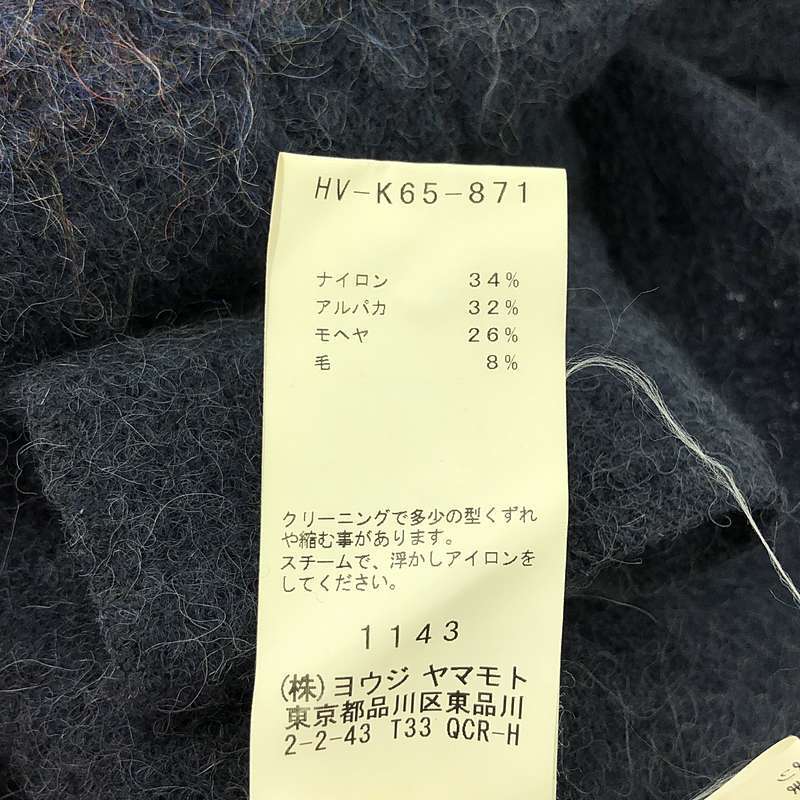 HV-K65-871
ナイロン 34%
アルパカ 32%
モヘヤ 26%
毛 8%
クリーニングで多少の型くずれ
や縮む事があります。
スチームで、浮かしアイロンを
してください。
1143
(株)ヨウジ ヤマモト
東京都品川区東品川
2-2-43 T33 QCR-H